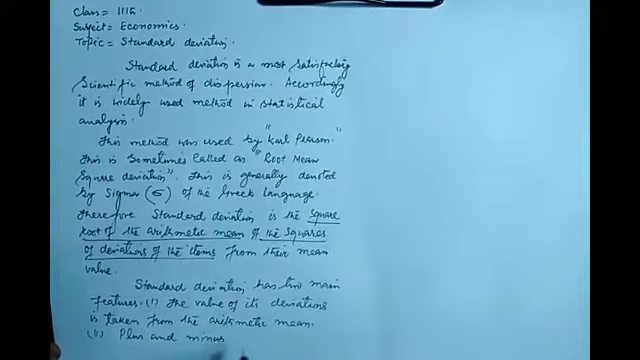 Class = 11th
Subject = Economics.
Topic = Standard deviation.
Standard deviation is a most satisfactory
Scientific method of dispersion. Accordingly
it is widely used method in statistical
analysis.
This method was used by "Karl Pearson."
This is sometimes called as "Root Mean
Square deviation". This is generally denoted
by Sigma (σ) of the Greek Language.
Therefore Standard deviation is the square
root of the arithmetic mean of the squares
of deviations of the items from their mean
value.
Standard deviation has two main
features. (i) The value of its deviations
is taken from the arithmetic mean.
(ii) Plus and minus